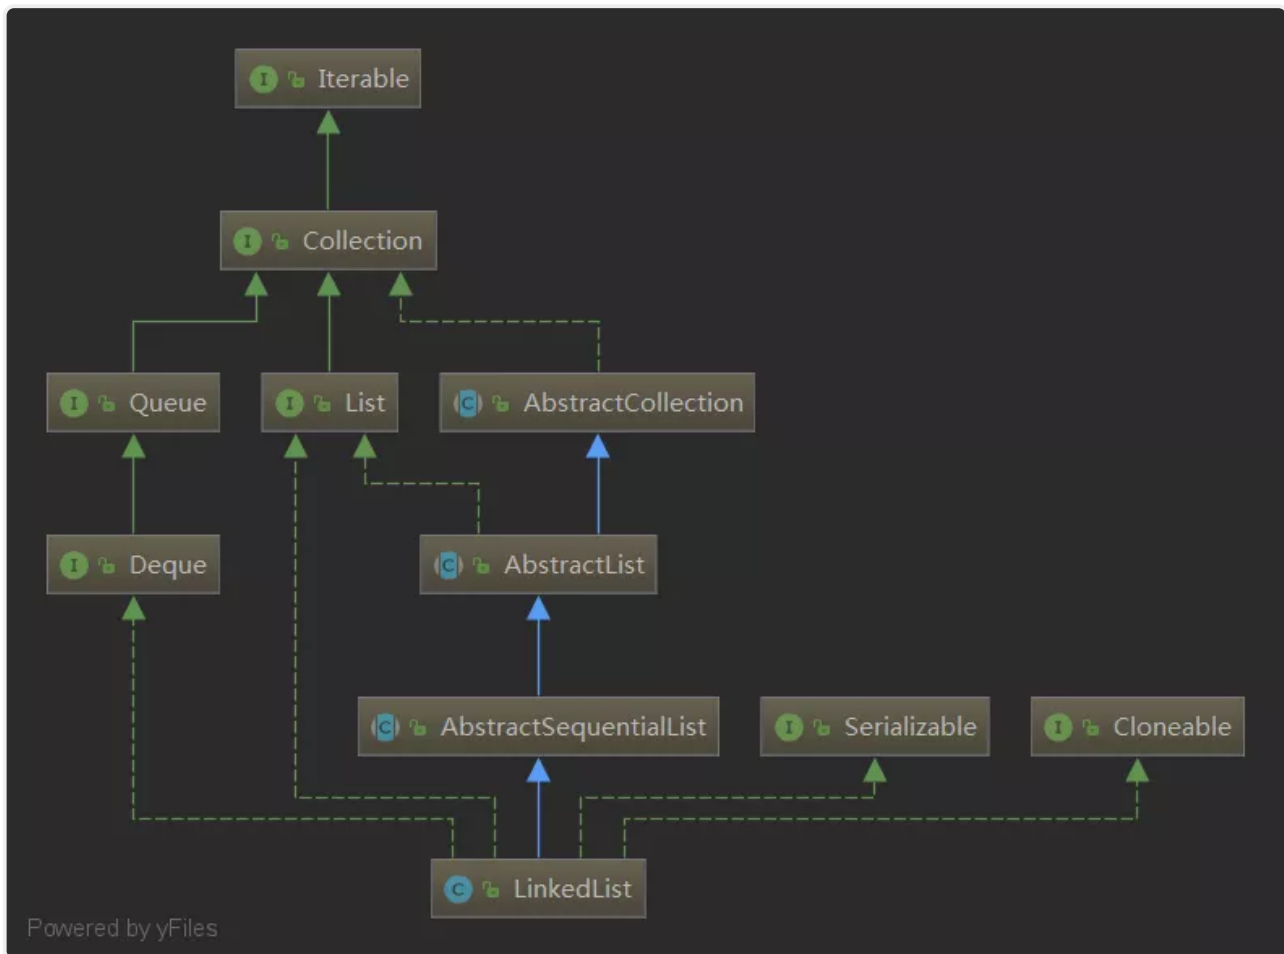 Iterable
Collection
Queue
List
AbstractCollection
Deque
AbstractList
AbstractSequentialList
Serializable
Cloneable
LinkedList
Powered by yFiles